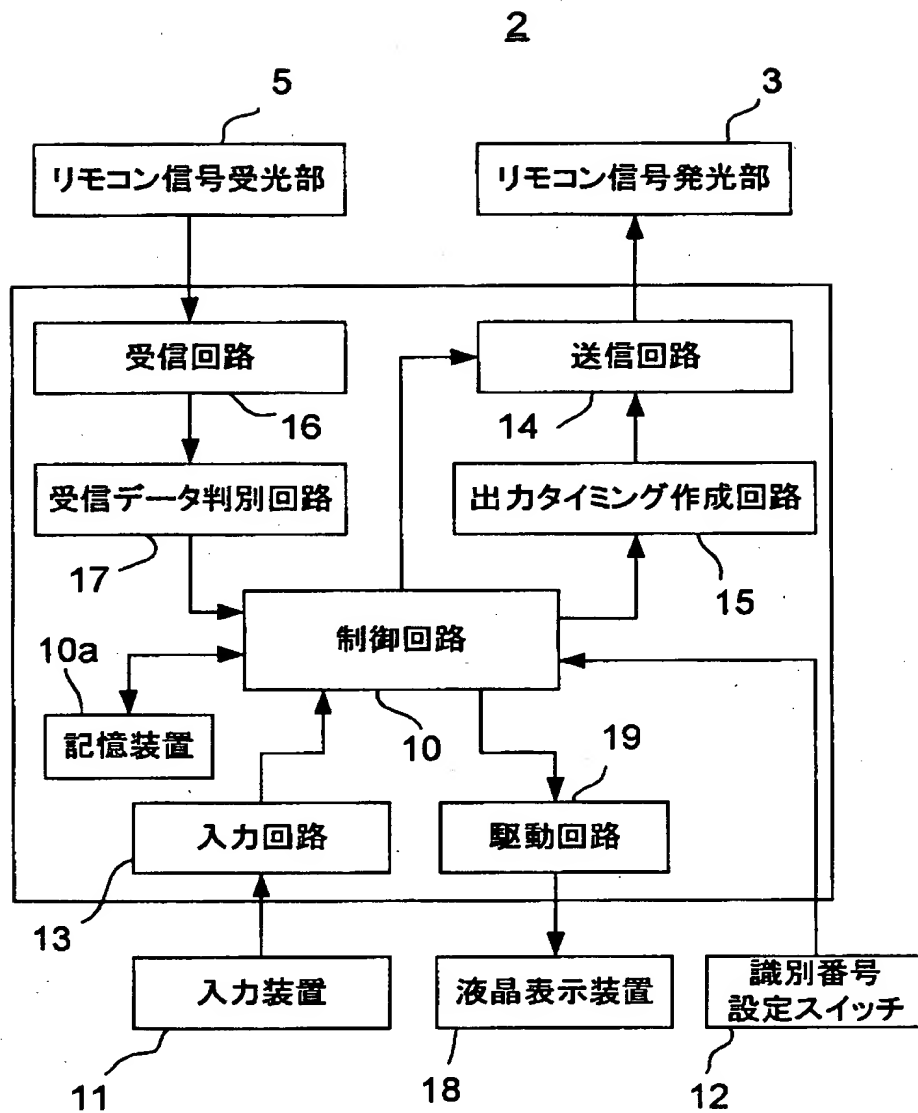 2
5
3
リモコン信号受光部
リモコン信号発光部
受信回路
送信回路
16
14
受信データ判別回路
出力タイミング作成回路
17
15
制御回路
10a
記憶装置
10
19
入力回路
駆動回路
13
入力装置
液晶表示装置
識別番号
設定スイッチ
11
18
12